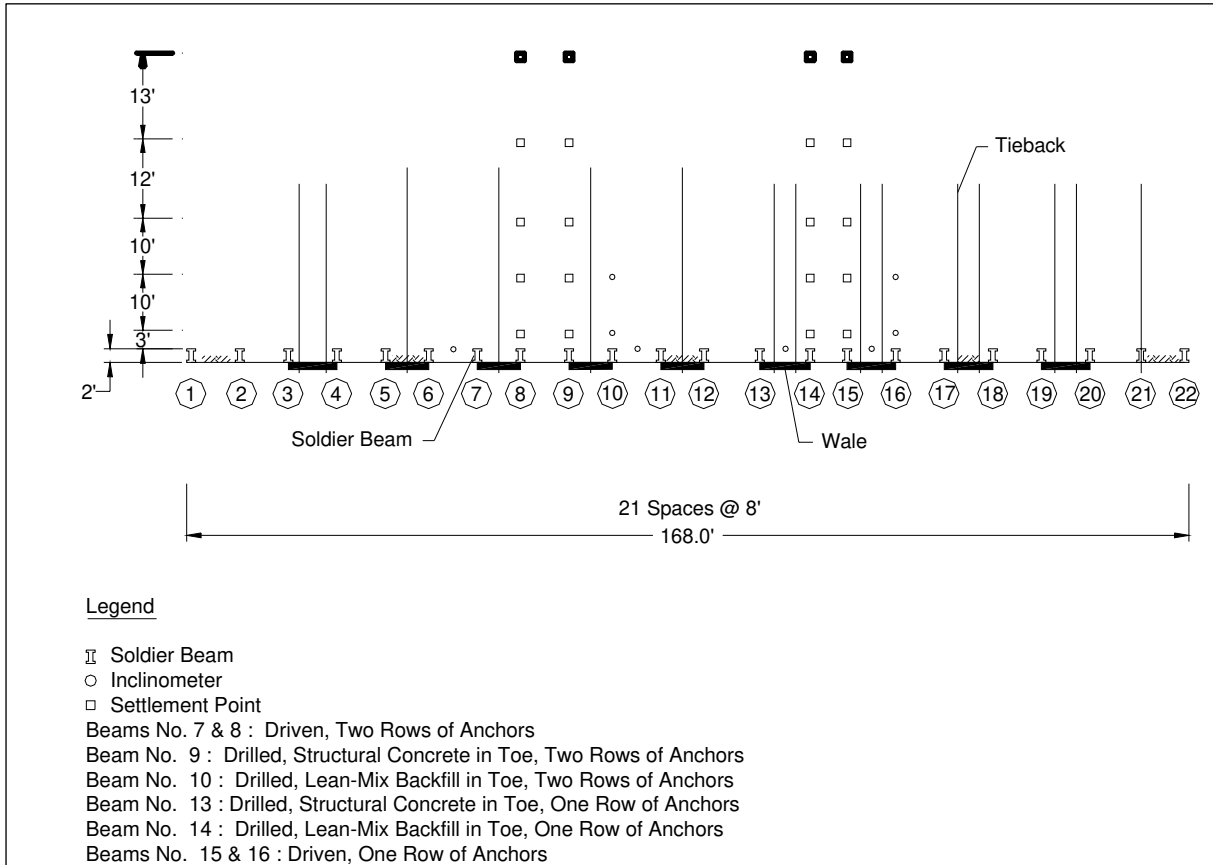 13'
12'
10'
10'
3'
2'
Tieback
1 2 3 4 5 6 7 8 9 10 11 12 13 14 15 16 17 18 19 20 21 22
Soldier Beam
Wale
21 Spaces @ 8'
168.0'
Legend
Soldier Beam
Inclinometer
Settlement Point
Beams No. 7 & 8 : Driven, Two Rows of Anchors
Beam No. 9 : Drilled, Structural Concrete in Toe, Two Rows of Anchors
Beam No. 10 : Drilled, Lean-Mix Backfill in Toe, Two Rows of Anchors
Beam No. 13 : Drilled, Structural Concrete in Toe, One Row of Anchors
Beam No. 14 : Drilled, Lean-Mix Backfill in Toe, One Row of Anchors
Beams No. 15 & 16 : Driven, One Row of Anchors